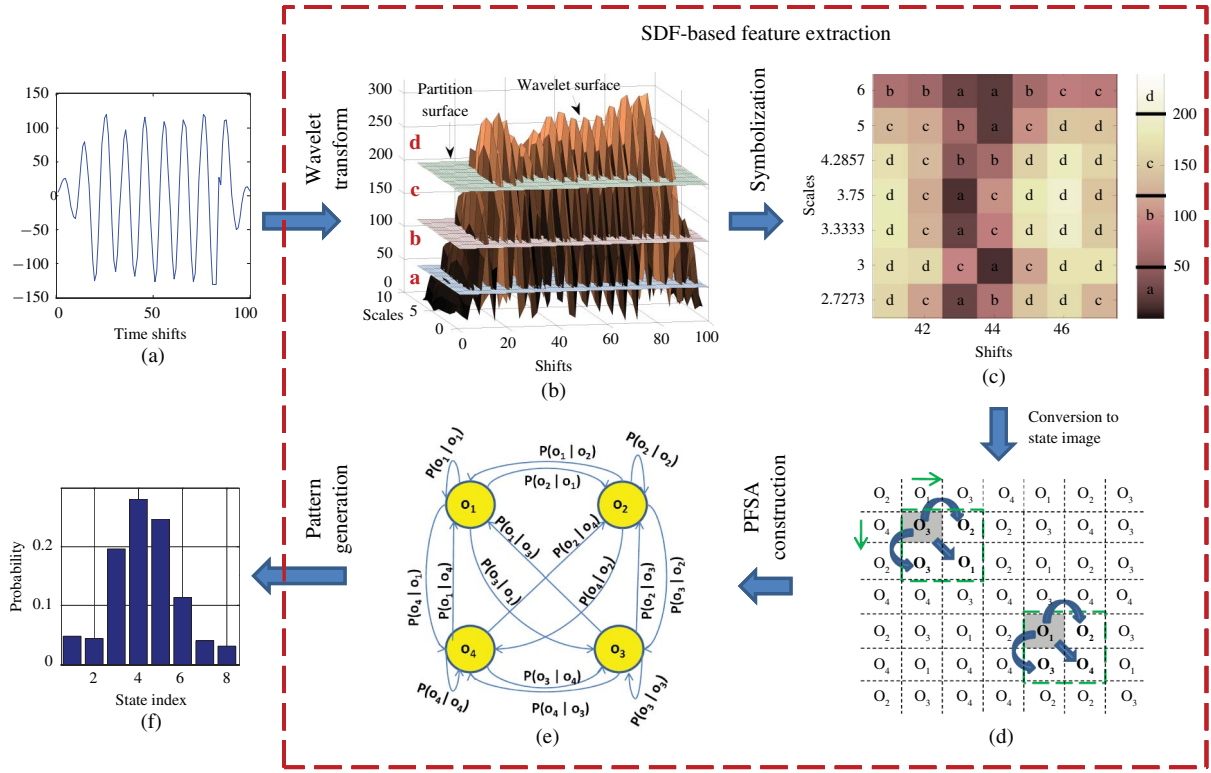 SDF-based feature extraction
150
100
50
0
−50
−100
−150
0 50 100
Time shifts
(a)
Wavelet
transform
300
250
200
150
100
50
0
10
5
0
Partition
surface
Wavelet surface
d
c
b
a
Scales
0 20 40 60 80 100
Shifts
(b)
Symbolization
Scales
6 b b a a b c c
5 c c b a c d d
4.2857 d c b b d d c
3.75 d c a c d d c
3.3333 d c a c d d c
3 d d c a c d d
2.7273 d c a b d d c
42 44 46
Shifts
d
200
c
150
100
b
50
a
(c)
Conversion to
state image
O2 O1 O3 O4 O1 O2 O3
O4 O3 O2 O2 O3 O4 O3
O2 O3 O1 O2 O3 O4 O2
O3 O4 O2 O4 O3 O4 O4
O2 O3 O1 O4 O1 O2 O3
O4 O1 O4 O4 O3 O4 O1
O2 O3 O4 O4 O2 O2 O3
(d)
PFSA
construction
P(o1 | o1)
P(o1 | o2)
P(o2 | o1)
P(o2 | o2)
o1
o2
P(o1 | o3)
P(o2 | o4)
P(o4 | o1)
P(o1 | o4)
P(o3 | o1)
P(o4 | o2)
P(o2 | o3)
P(o3 | o2)
o4
o3
P(o3 | o4)
P(o4 | o4)
P(o4 | o3)
P(o3 | o3)
(e)
Pattern
generation
Probability
0.2
0.1
0
2 4 6 8
State index
(f)